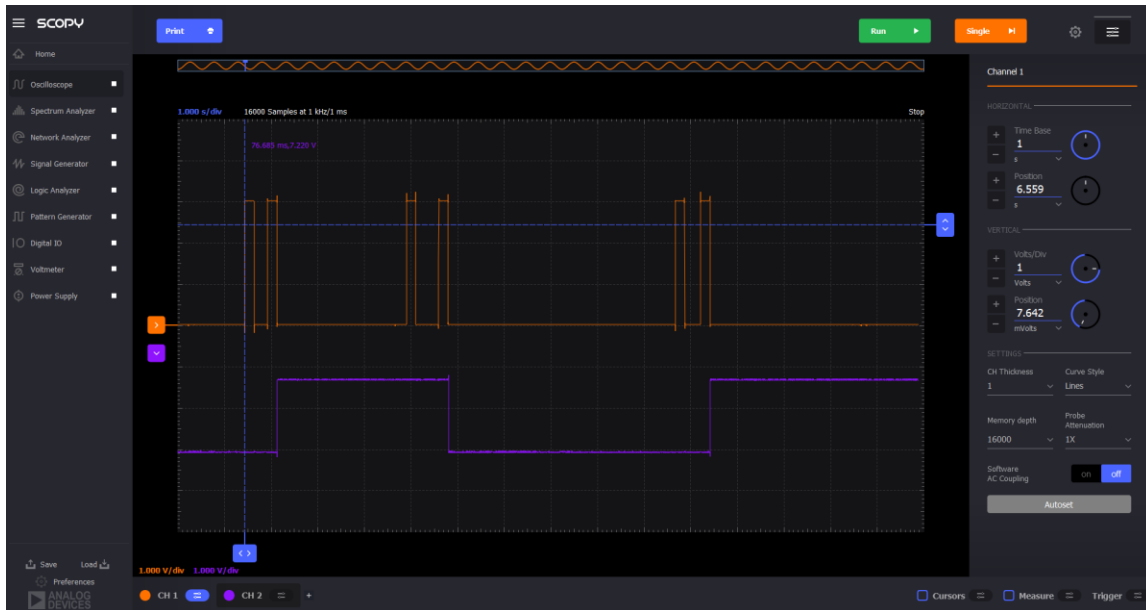 SCOPY
Print
Run
Single
Home
Oscilloscope
Spectrum Analyzer
Network Analyzer
Signal Generator
Logic Analyzer
Pattern Generator
Digital IO
Voltmeter
Power Supply
Save
Load
Preferences
ANALOG
DEVICES
1.000 s/div
16000 Samples at 1 kHz/1 ms
Stop
76.685 ms,7.220 V
1.000 V/div
1.000 V/div
CH 1
CH 2
+
Cursors
Measure
Trigger
Channel 1
HORIZONTAL
Time Base
+
1
−
s
Position
+
6.559
−
s
VERTICAL
Volts/Div
+
1
−
Volts
Position
+
7.642
−
mVolts
SETTINGS
CH Thickness
Curve Style
1
Lines
Memory depth
Probe
Attenuation
16000
1X
Software
AC Coupling
on
off
Autoset